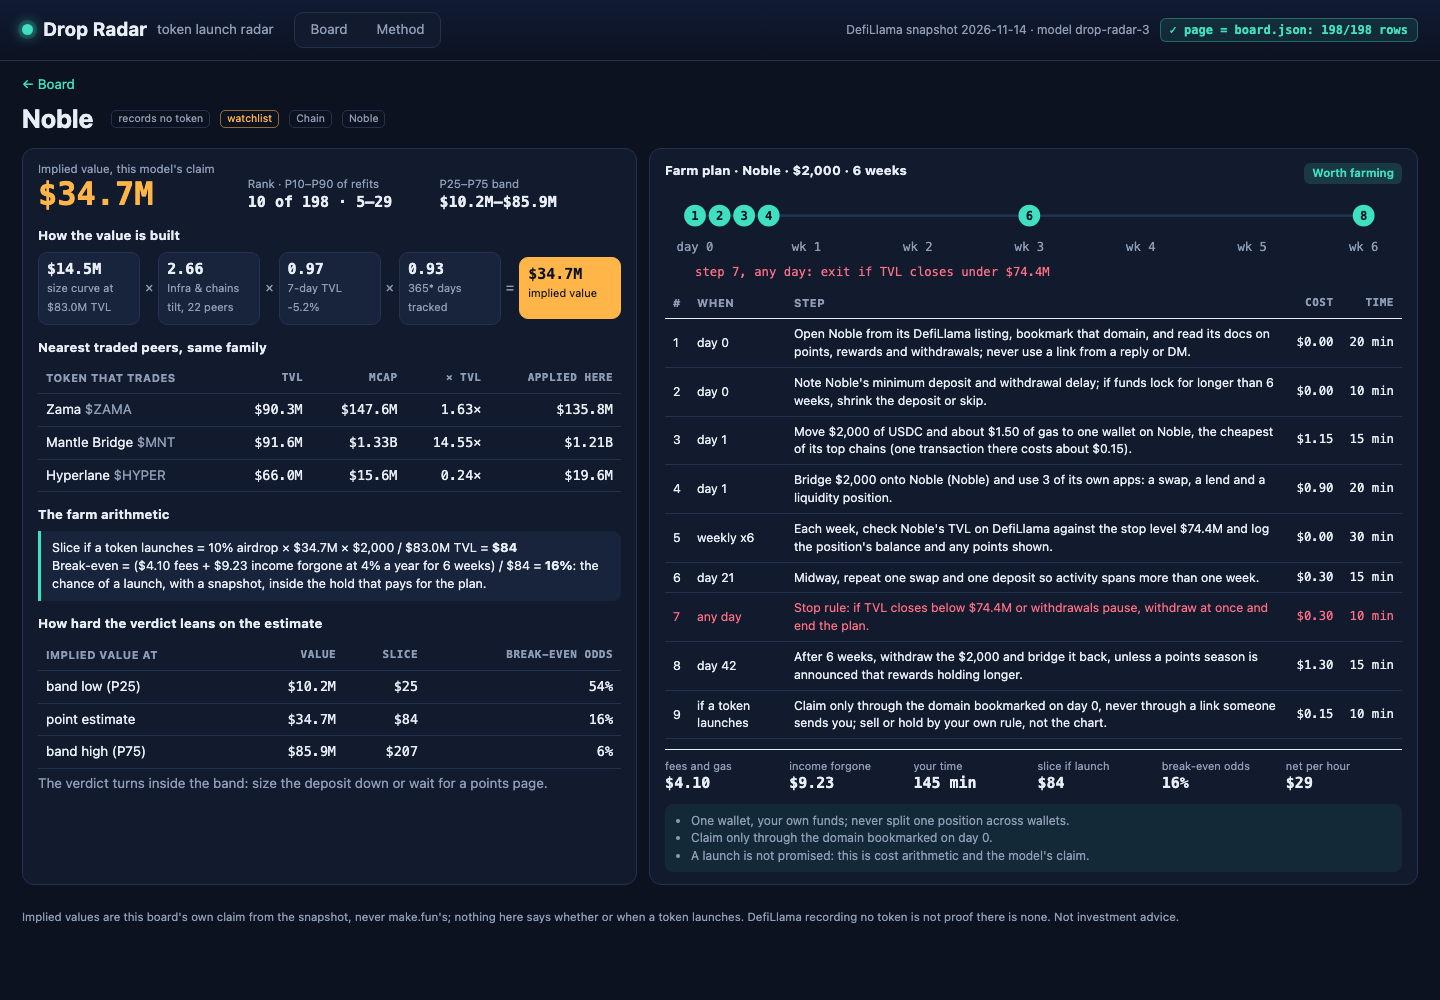 Drop Radar token launch radar Board Method
DefiLlama snapshot 2026-11-14 · model drop-radar-3 ✓ page = board.json: 198/198 rows
← Board
Noble records no token watchlist Chain Noble
Implied value, this model's claim
$34.7M
Rank · P10–P90 of refits
10 of 198 · 5–29
P25–P75 band
$10.2M–$85.9M
How the value is built
$14.5M
size curve at
$83.0M TVL
×
2.66
Infra & chains
tilt, 22 peers
×
0.97
7-day TVL
-5.2%
×
0.93
365* days
tracked
=
$34.7M
implied value
Nearest traded peers, same family
TOKEN THAT TRADES TVL MCAP × TVL APPLIED HERE
Zama $ZAMA $90.3M $147.6M 1.63× $135.8M
Mantle Bridge $MNT $91.6M $1.33B 14.55× $1.21B
Hyperlane $HYPER $66.0M $15.6M 0.24× $19.6M
The farm arithmetic
Slice if a token launches = 10% airdrop × $34.7M × $2,000 / $83.0M TVL = $84
Break-even = ($4.10 fees + $9.23 income forgone at 4% a year for 6 weeks) / $84 = 16%: the
chance of a launch, with a snapshot, inside the hold that pays for the plan.
How hard the verdict leans on the estimate
IMPLIED VALUE AT VALUE SLICE BREAK-EVEN ODDS
band low (P25) $10.2M $25 54%
point estimate $34.7M $84 16%
band high (P75) $85.9M $207 6%
The verdict turns inside the band: size the deposit down or wait for a points page.
Farm plan · Noble · $2,000 · 6 weeks Worth farming
1 2 3 4 6 8
day 0 wk 1 wk 2 wk 3 wk 4 wk 5 wk 6
step 7, any day: exit if TVL closes under $74.4M
# WHEN STEP COST TIME
1 day 0 Open Noble from its DefiLlama listing, bookmark that domain, and read its docs on
points, rewards and withdrawals; never use a link from a reply or DM. $0.00 20 min
2 day 0 Note Noble's minimum deposit and withdrawal delay; if funds lock for longer than 6
weeks, shrink the deposit or skip. $0.00 10 min
3 day 1 Move $2,000 of USDC and about $1.50 of gas to one wallet on Noble, the cheapest
of its top chains (one transaction there costs about $0.15). $1.15 15 min
4 day 1 Bridge $2,000 onto Noble (Noble) and use 3 of its own apps: a swap, a lend and a
liquidity position. $0.90 20 min
5 weekly x6 Each week, check Noble's TVL on DefiLlama against the stop level $74.4M and log
the position's balance and any points shown. $0.00 30 min
6 day 21 Midway, repeat one swap and one deposit so activity spans more than one week. $0.30 15 min
7 any day Stop rule: if TVL closes below $74.4M or withdrawals pause, withdraw at once and
end the plan. $0.30 10 min
8 day 42 After 6 weeks, withdraw the $2,000 and bridge it back, unless a points season is
announced that rewards holding longer. $1.30 15 min
9 if a token
launches Claim only through the domain bookmarked on day 0, never through a link someone
sends you; sell or hold by your own rule, not the chart. $0.15 10 min
fees and gas income forgone your time slice if launch break-even odds net per hour
$4.10 $9.23 145 min $84 16% $29
• One wallet, your own funds; never split one position across wallets.
• Claim only through the domain bookmarked on day 0.
• A launch is not promised: this is cost arithmetic and the model's claim.
Implied values are this board's own claim from the snapshot, never make.fun's; nothing here says whether or when a token launches. DefiLlama recording no token is not proof there is none. Not investment advice.